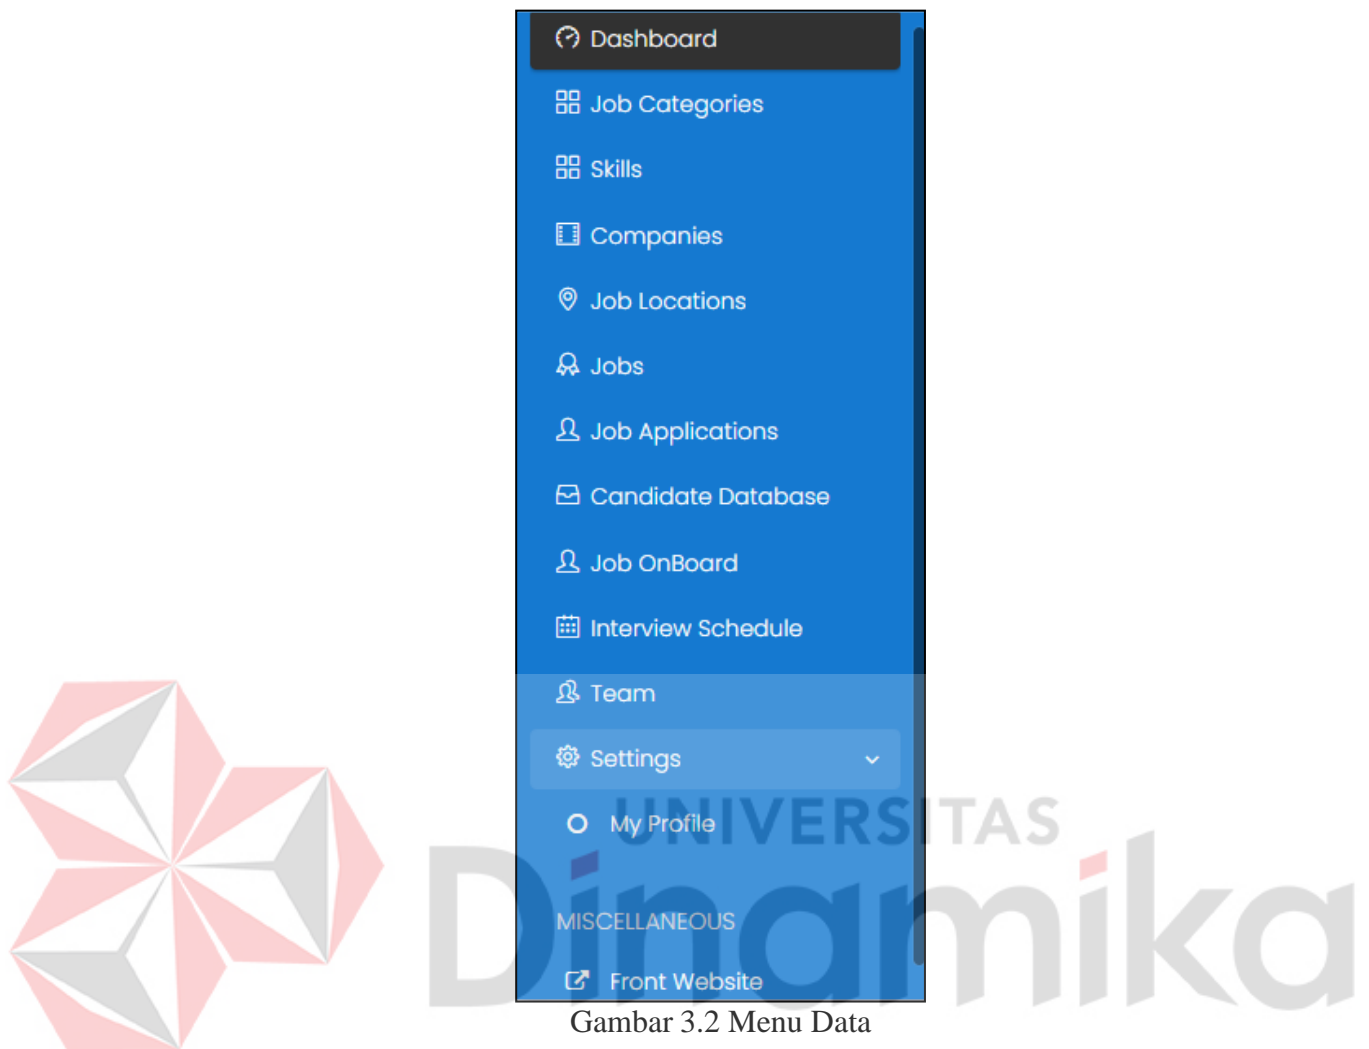 Dashboard
Job Categories
Skills
Companies
Job Locations
Jobs
Job Applications
Candidate Database
Job OnBoard
Interview Schedule
Team
Settings
My Profile
UNIVERSITAS
Dinamika
MISCELLANEOUS
Front Website
Gambar 3.2 Menu Data